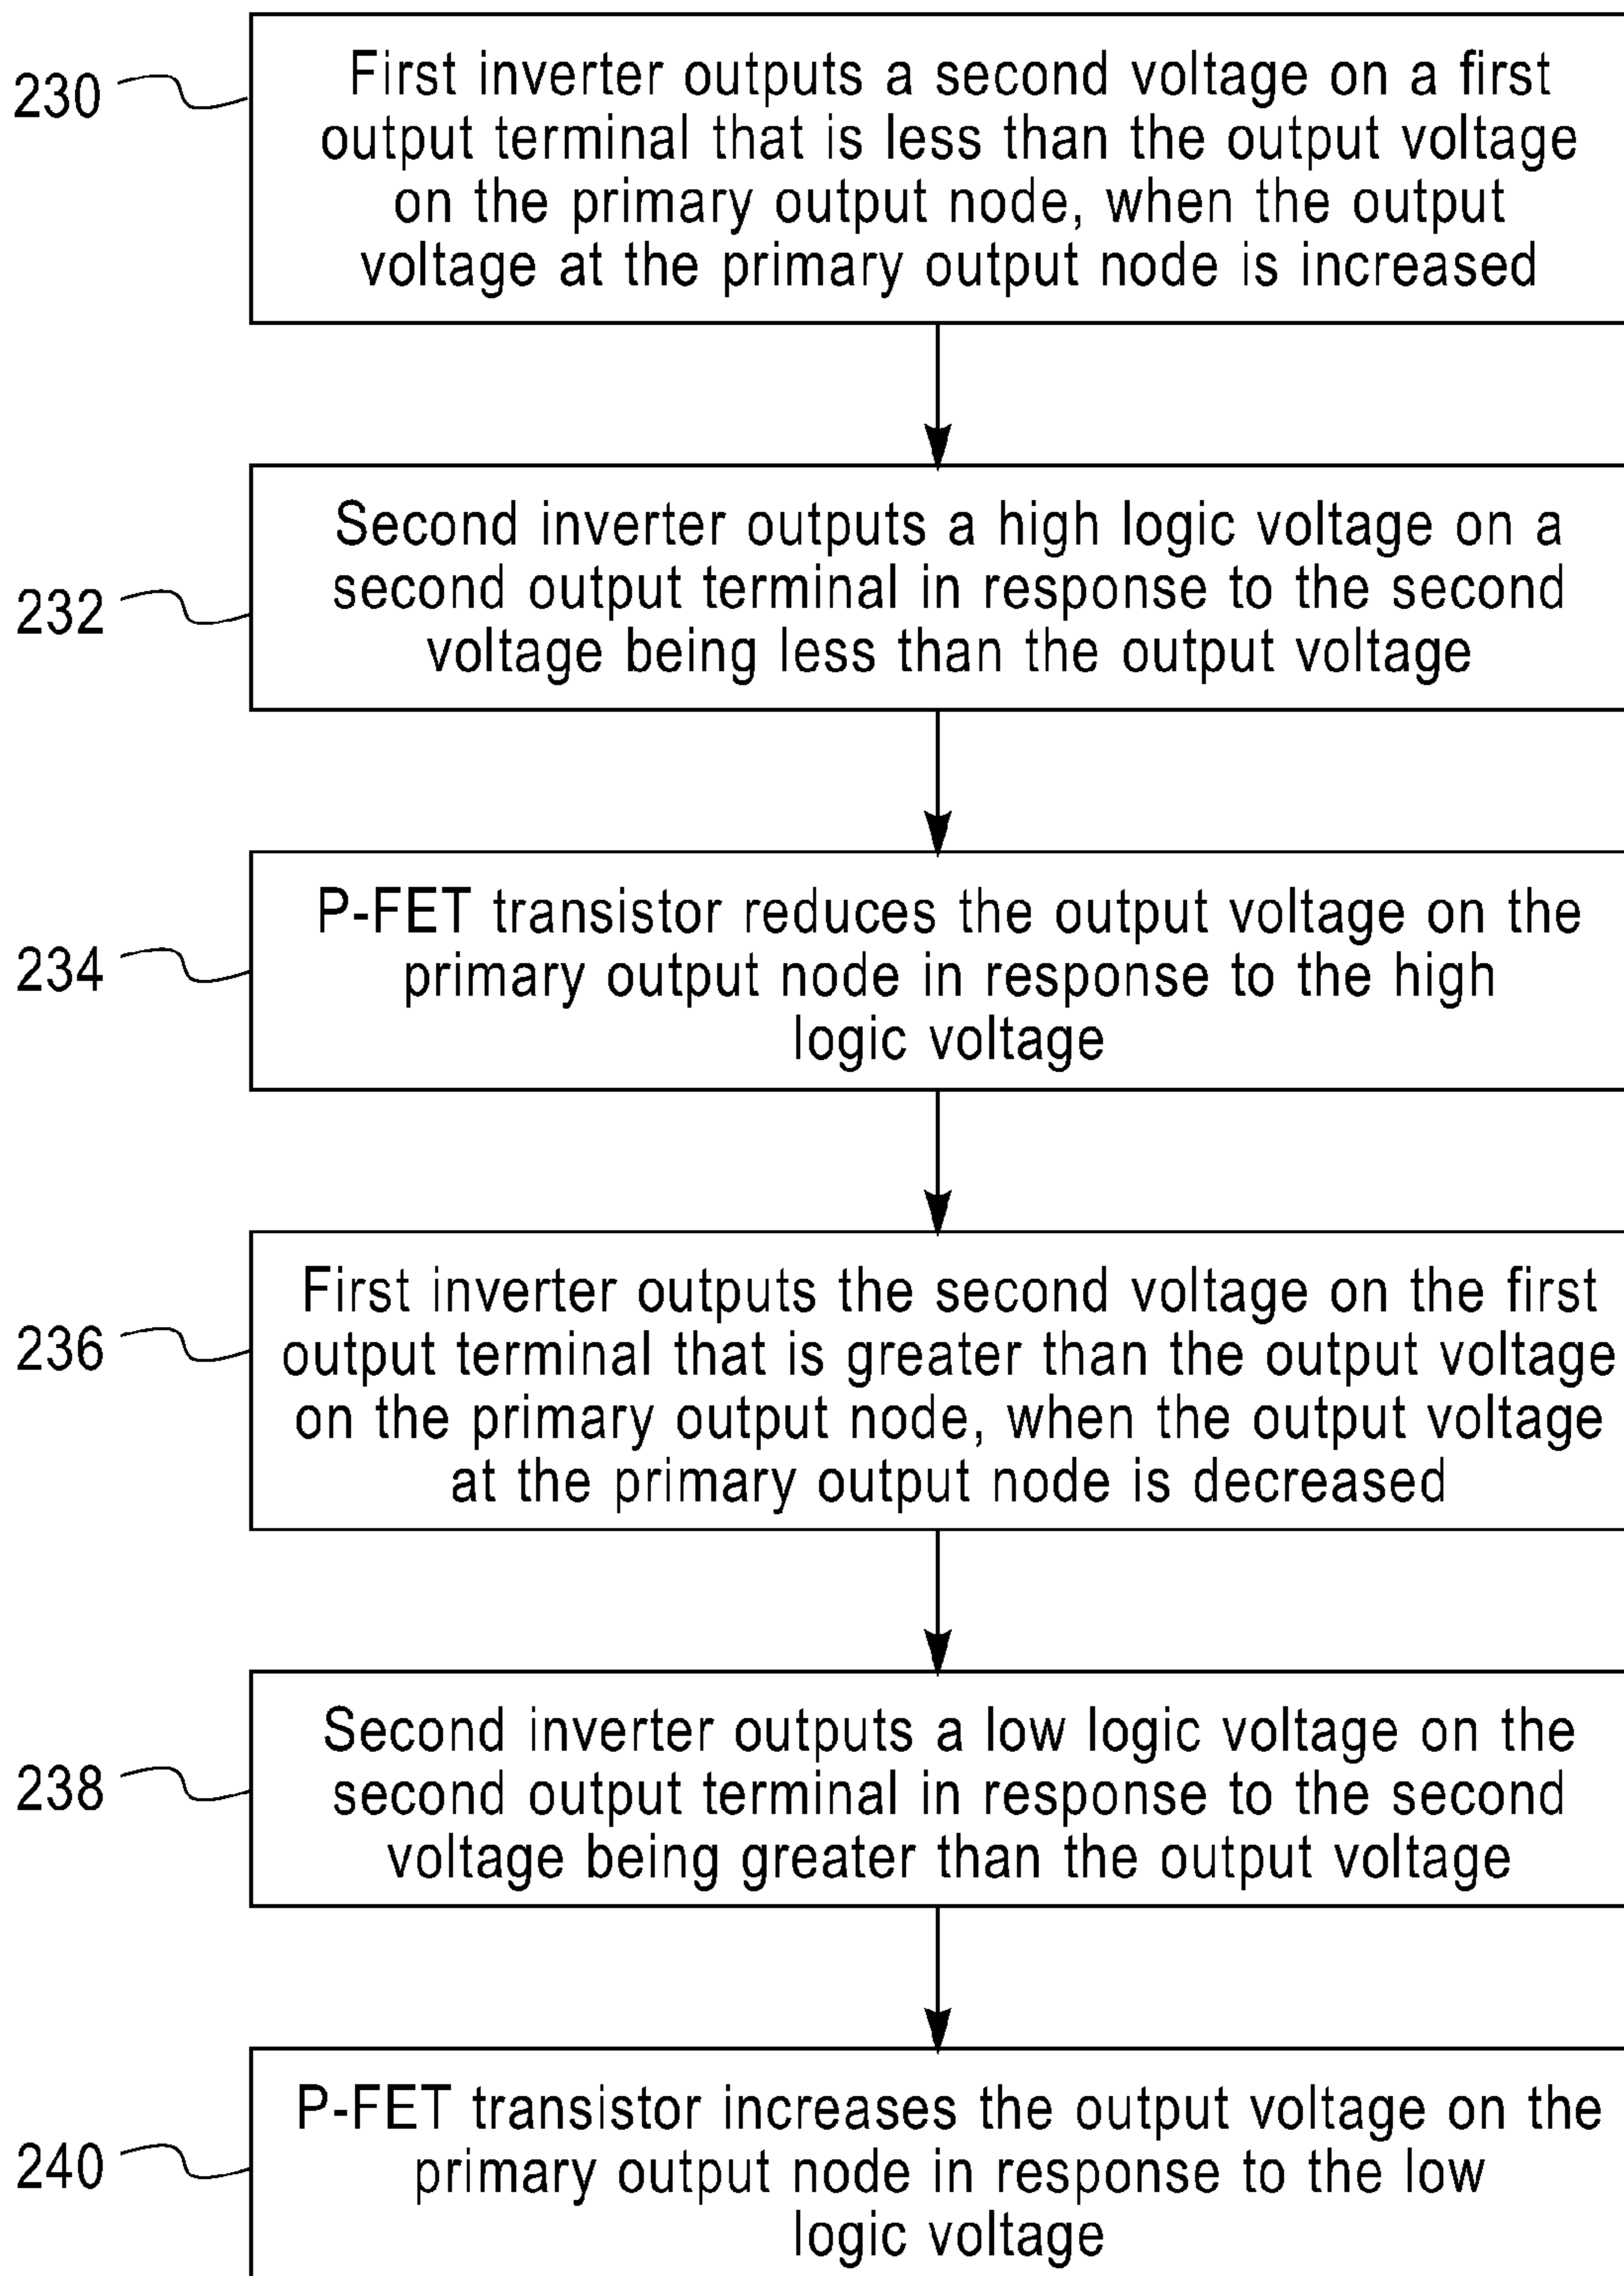 230
First inverter outputs a second voltage on a first
output terminal that is less than the output voltage
on the primary output node, when the output
voltage at the primary output node is increased
232
Second inverter outputs a high logic voltage on a
second output terminal in response to the second
voltage being less than the output voltage
234
P-FET transistor reduces the output voltage on the
primary output node in response to the high
logic voltage
236
First inverter outputs the second voltage on the first
output terminal that is greater than the output voltage
on the primary output node, when the output voltage
at the primary output node is decreased
238
Second inverter outputs a low logic voltage on the
second output terminal in response to the second
voltage being greater than the output voltage
240
P-FET transistor increases the output voltage on the
primary output node in response to the low
logic voltage